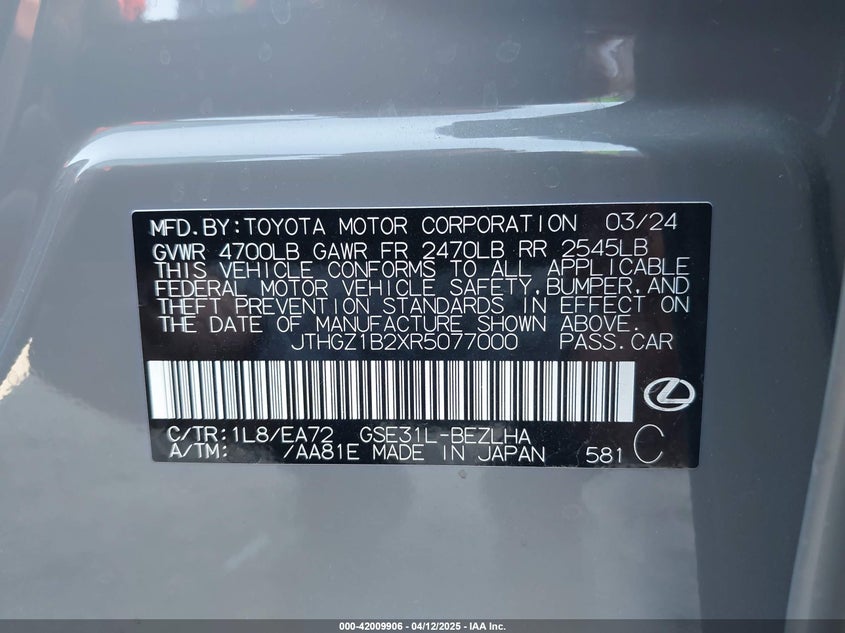 MFD.BY:TOYOTA MOTOR CORPORATION 03/24
GVWR 4700LB GAWR FR 2470LB RR 2545LB
THIS VEHICLE CONFORMS TO ALL APPLICABLE
FEDERAL MOTOR VEHICLE SAFETY,BUMPER,AND
THEFT PREVENTION STANDARDS IN EFFECT ON
THE DATE OF MANUFACTURE SHOWN ABOVE.
JTHGZ1B2XR5077000 PASS.CAR
C/TR:1L8/EA72 GSE31L-BEZLHA
A/TM: /AA81E MADE IN JAPAN 581 C
000-42009906 - 04/12/2025 - IAA Inc.